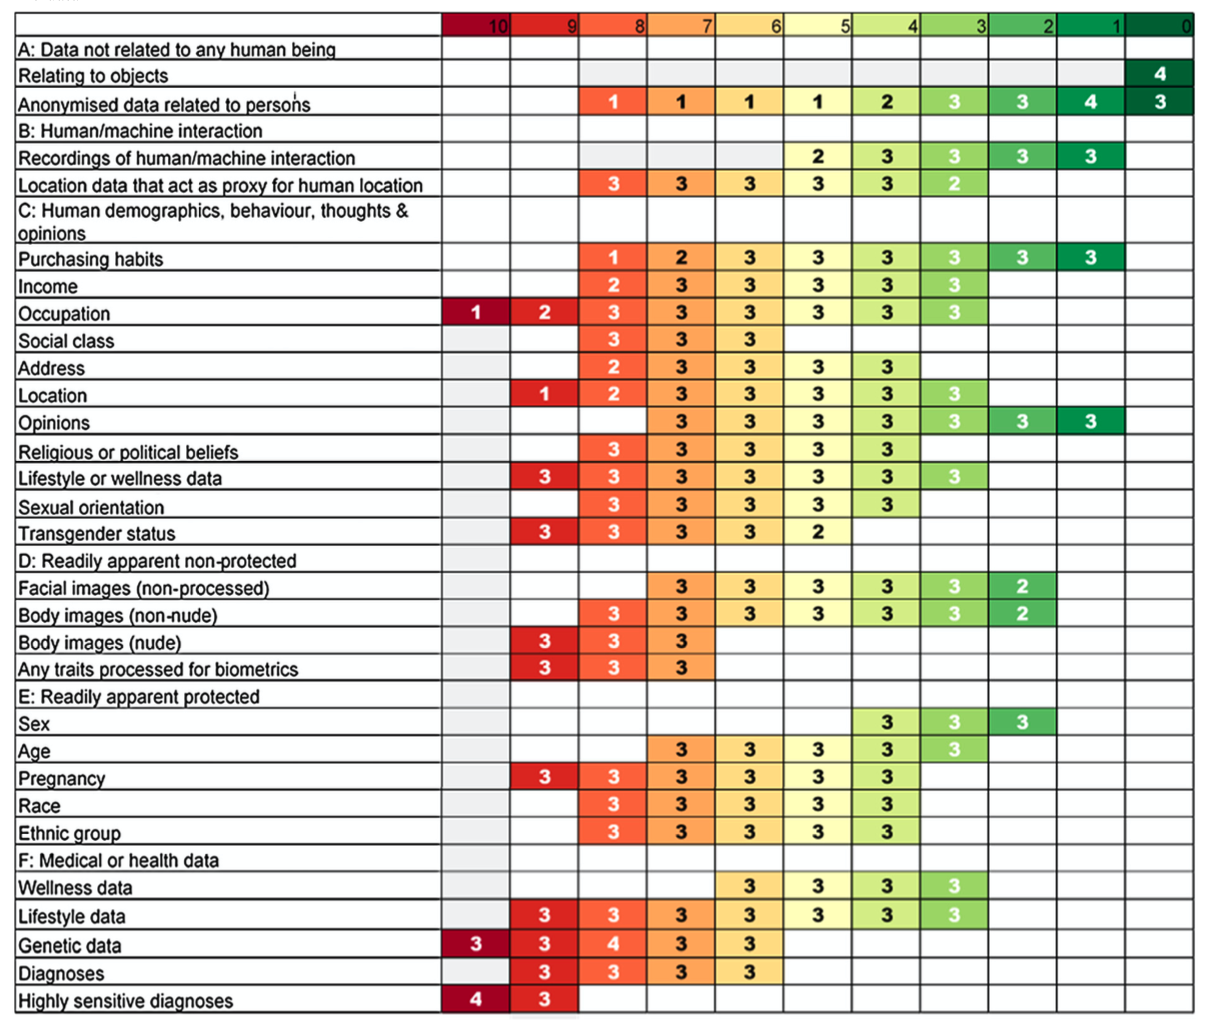 10 9 8 7 6 5 4 3 2 1 0
A: Data not related to any human being
Relating to objects 4
Anonymised data related to persons 1 1 1 1 2 3 3 4 3
B: Human/machine interaction
Recordings of human/machine interaction 2 3 3 3 3
Location data that act as proxy for human location 3 3 3 3 3 2
C: Human demographics, behaviour, thoughts &
opinions
Purchasing habits 1 2 3 3 3 3 3 3
Income 2 3 3 3 3 3
Occupation 1 2 3 3 3 3 3 3
Social class 3 3 3
Address 2 3 3 3 3
Location 1 2 3 3 3 3 3
Opinions 3 3 3 3 3 3 3
Religious or political beliefs 3 3 3 3 3
Lifestyle or wellness data 3 3 3 3 3 3 3
Sexual orientation 3 3 3 3 3
Transgender status 3 3 3 3 2
D: Readily apparent non-protected
Facial images (non-processed) 3 3 3 3 3 2
Body images (non-nude) 3 3 3 3 3 3 2
Body images (nude) 3 3 3
Any traits processed for biometrics 3 3 3
E: Readily apparent protected
Sex 3 3 3
Age 3 3 3 3 3
Pregnancy 3 3 3 3 3 3
Race 3 3 3 3 3
Ethnic group 3 3 3 3 3
F: Medical or health data
Wellness data 3 3 3 3
Lifestyle data 3 3 3 3 3 3 3
Genetic data 3 3 4 3 3
Diagnoses 3 3 3 3
Highly sensitive diagnoses 4 3